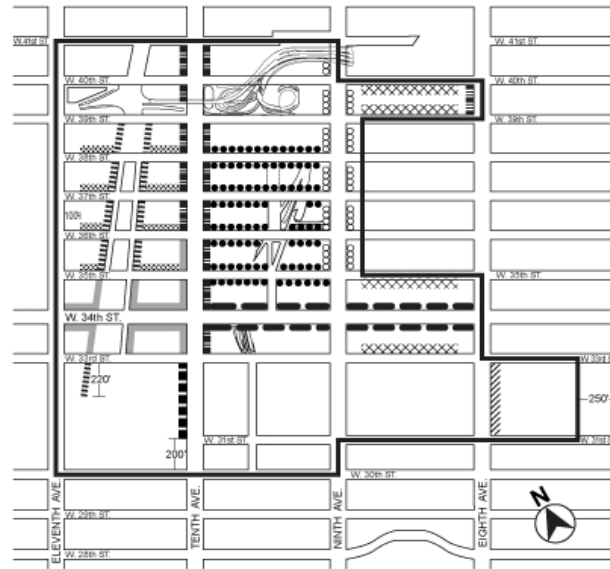 W.41st ST.
W. 41st ST.
W. 40th ST.
W. 40th ST.
W. 39th ST.
W. 39th ST.
W. 38th ST.
W. 37th ST.
100'
W. 36th ST.
W. 35th ST.
W. 35th ST.
W. 34th ST.
W. 33rd ST.
W. 33rd S
220'
250'
W. 31st ST.
W. 31st S
200'
W. 30th ST.
ELEVENTH AVE.
TENTH AVE.
NINTH AVE.
EIGHTH AVE.
N
W. 29th ST.
W. 28th ST.